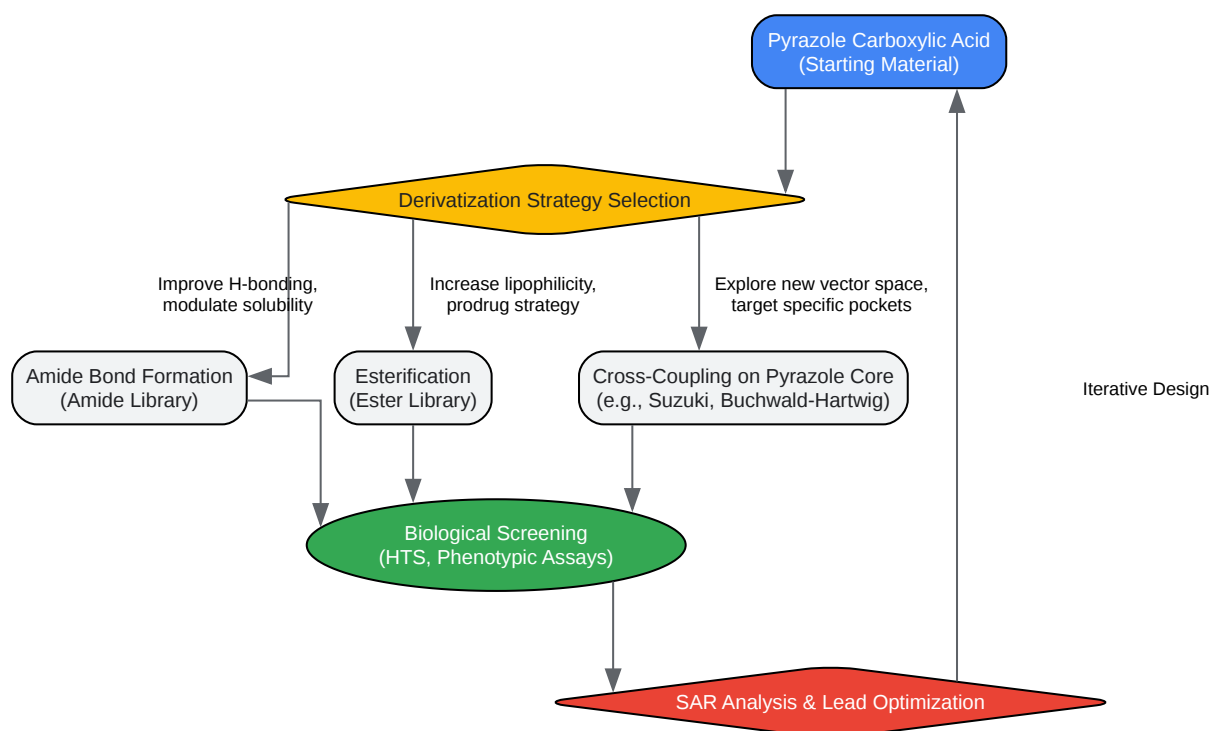 Pyrazole Carboxylic Acid
(Starting Material)
Derivatization Strategy Selection
Improve H-bonding,
modulate solubility
Increase lipophilicity,
prodrug strategy
Explore new vector space,
target specific pockets
Amide Bond Formation
(Amide Library)
Esterification
(Ester Library)
Cross-Coupling on Pyrazole Core
(e.g., Suzuki, Buchwald-Hartwig)
Iterative Design
Biological Screening
(HTS, Phenotypic Assays)
SAR Analysis & Lead Optimization